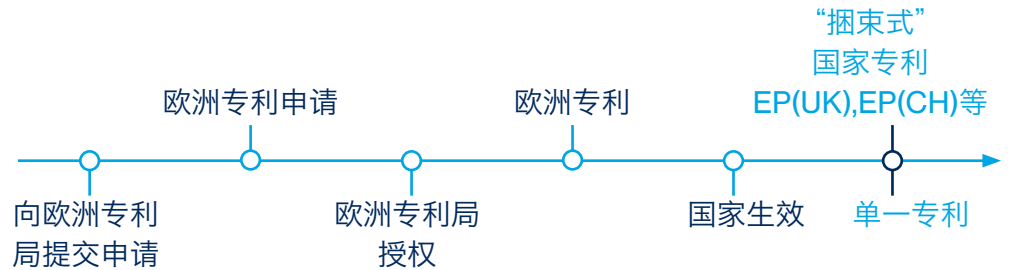 “捆束式”
国家专利
EP(UK),EP(CH)等
欧洲专利申请
欧洲专利
向欧洲专利
局提交申请
欧洲专利局
授权
国家生效
单一专利